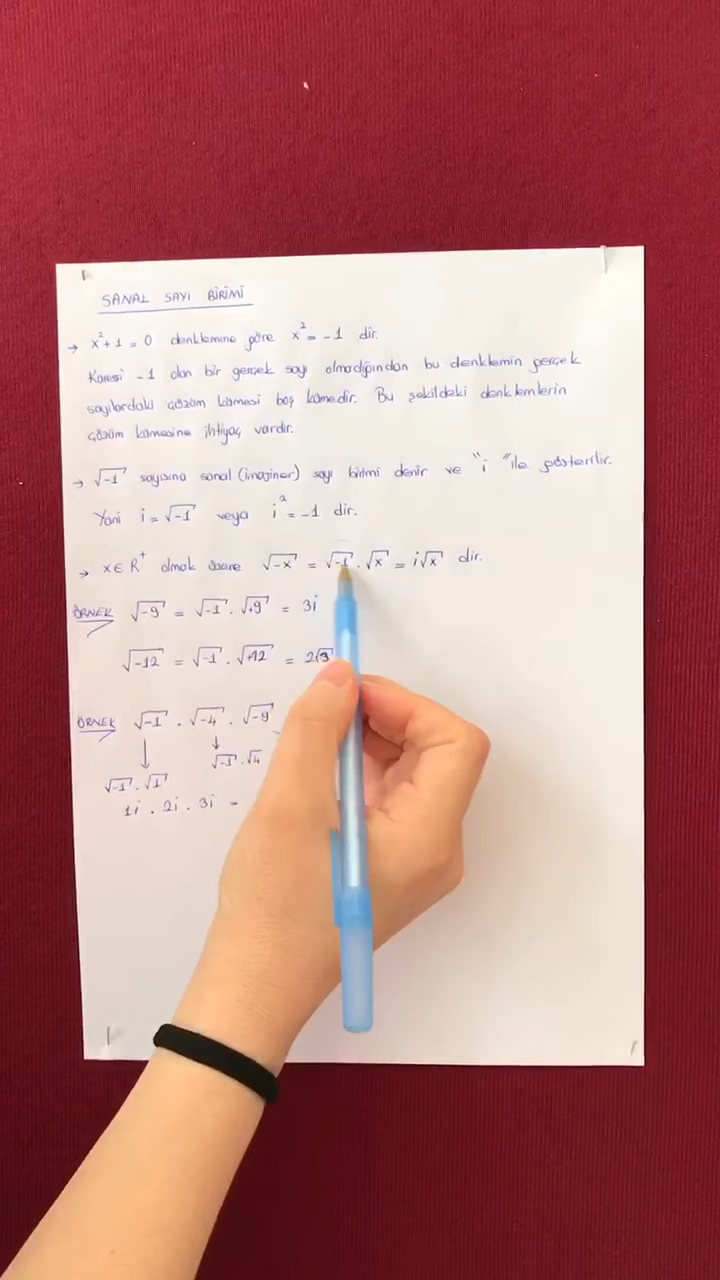 SANAL SAYI BİRİMİ
→ x²+1=0 denklemine göre x²=-1 dir.
Karesi -1 olan bir gerçek sayı olmadığından bu denklemin gerçek
sayılardaki çözüm kümesi boş kümedir. Bu şekildeki denklemlerin
çözüm kümesine ihtiyaç vardır.
→ √-1 sayısına sanal (imajiner) sayı birimi denir ve "i" ile gösterilir.
Yani i=√-1 veya i²=-1 dir.
→ x∈R⁺ olmak üzere √-x = √-1 . √x = i√x dir.
ÖRNEK √-9 = √-1 . √+9 = 3i
√-12 = √-1 . √+12 = 2√3
ÖRNEK √-1 . √-4 . √-9
↓ ↓ √-1 . √4
√-1 . √1
1i . 2i . 3i =